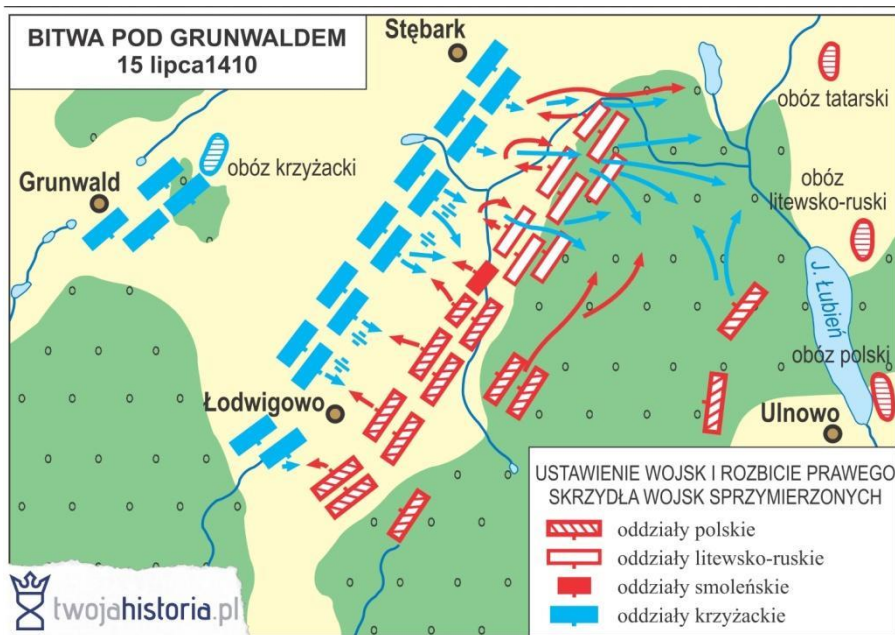 BITWA POD GRUNWALDEM
15 lipca1410
Stębark
obóz tatarski
obóz krzyżacki
Grunwald
obóz
litewsko-ruski
J. Łubień
obóz polski
Łodwigowo
Ulnowo
USTAWIENIE WOJSK I ROZBICIE PRAWEGO
SKRZYDŁA WOJSK SPRZYMIERZONYCH
oddziały polskie
oddziały litewsko-ruskie
oddziały smoleńskie
oddziały krzyżackie
twojahistoria.pl